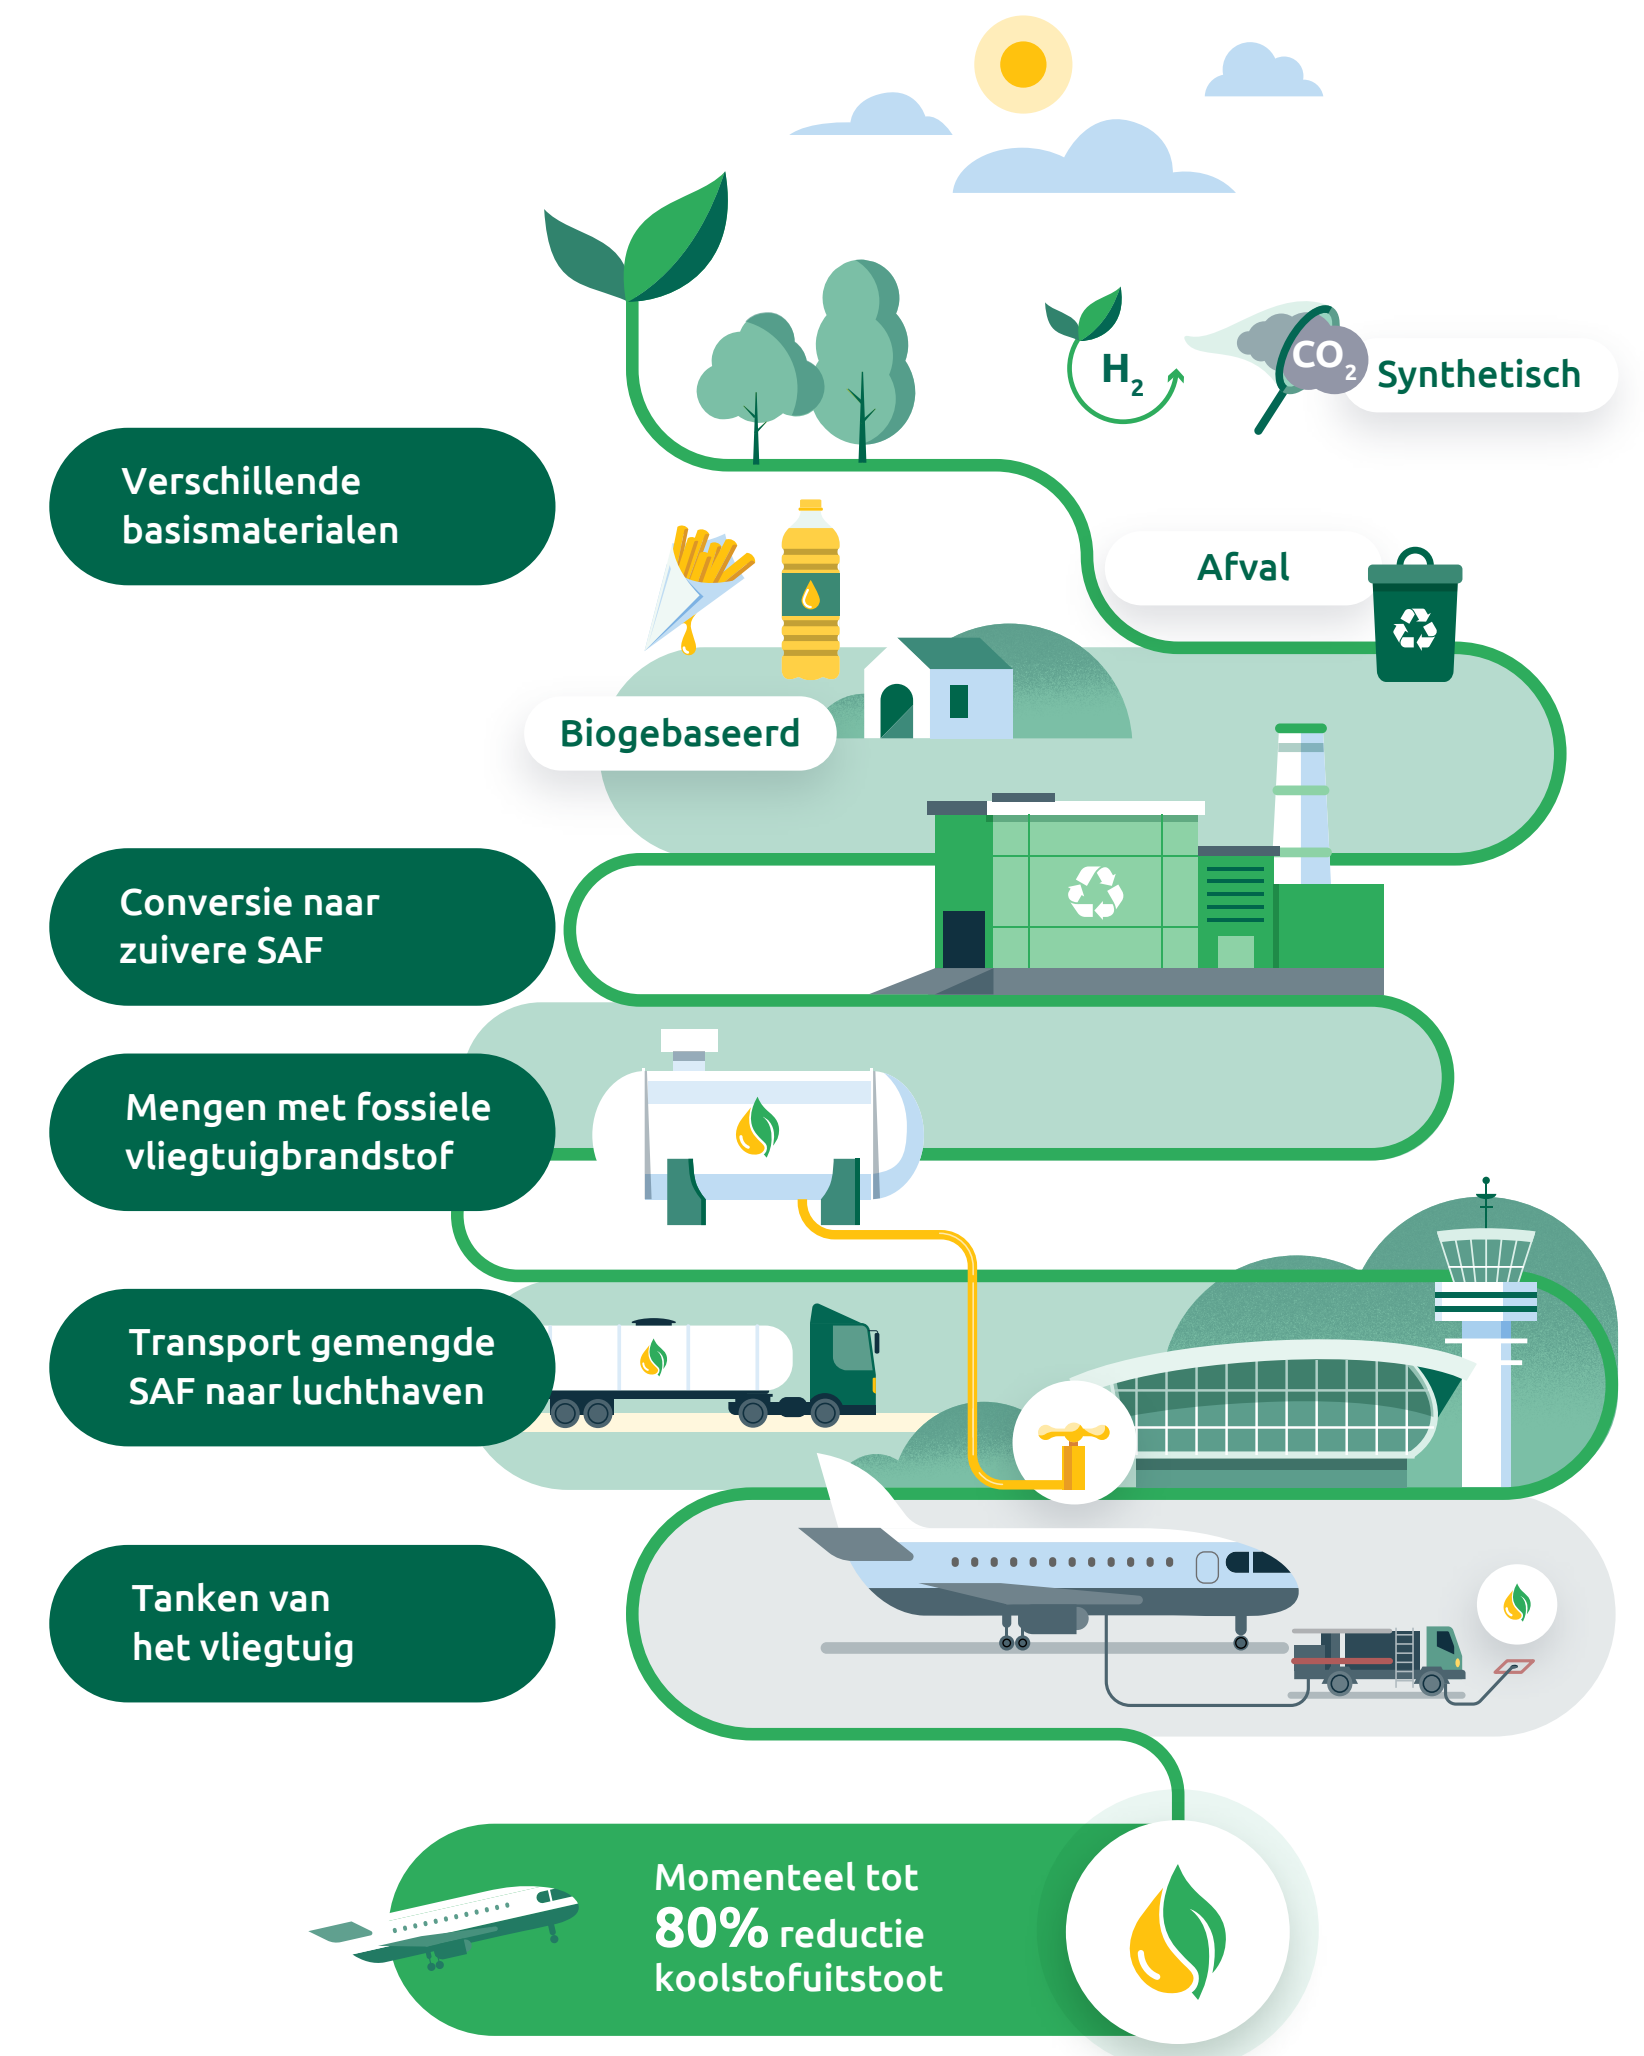 H2
CO2
Synthetisch
Verschillende
basismaterialen
Afval
Biogebaseerd
Conversie naar
zuivere SAF
Mengen met fossiele
vliegtuigbrandstof
Transport gemengde
SAF naar luchthaven
Tanken van
het vliegtuig
Momenteel tot
80% reductie
koolstofuitstoot